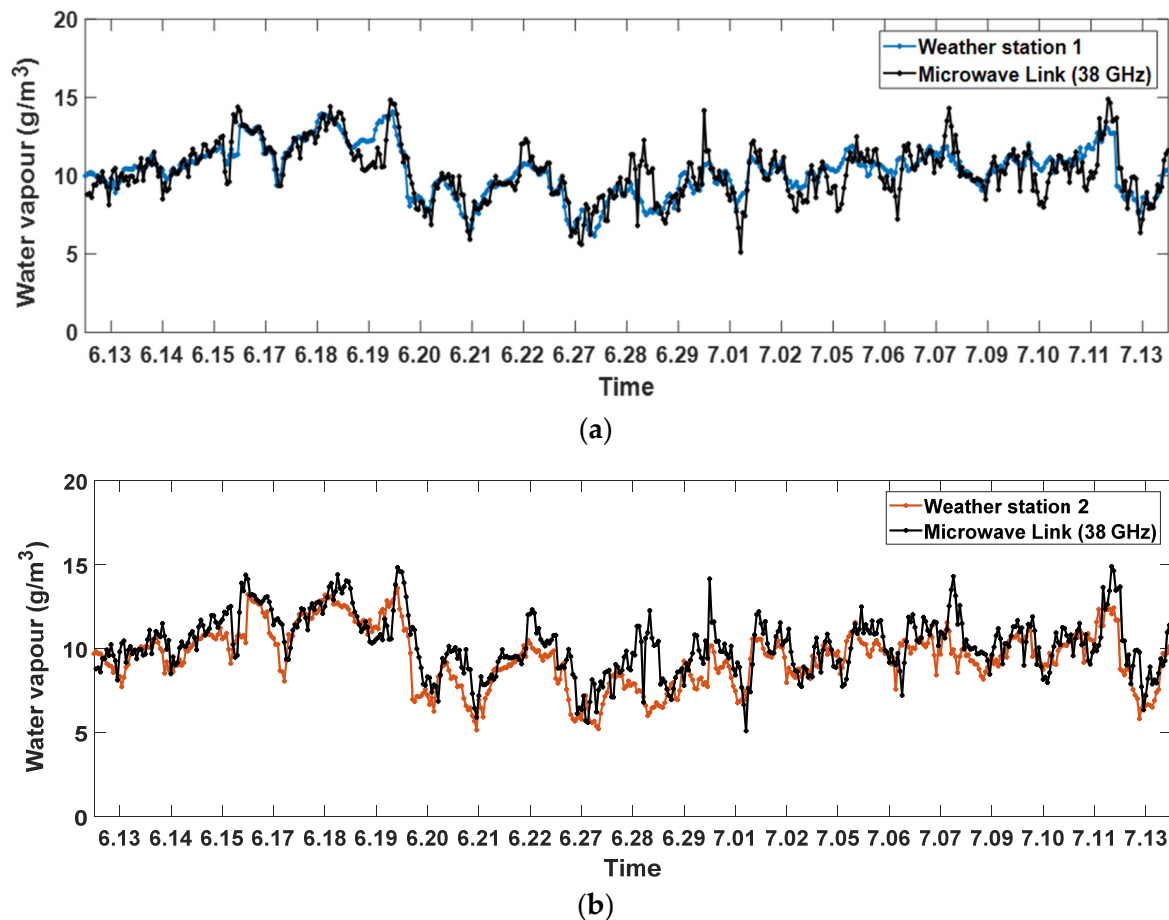 20
15
10
5
0
Water vapour (g/m³)
Weather station 1
Microwave Link (38 GHz)
6.13 6.14 6.15 6.17 6.18 6.19 6.20 6.21 6.22 6.27 6.28 6.29 7.01 7.02 7.05 7.06 7.07 7.09 7.10 7.12 7.13
Time
(a)
20
15
10
5
0
Water vapour (g/m³)
Weather station 2
Microwave Link (38 GHz)
6.13 6.14 6.15 6.17 6.18 6.19 6.20 6.21 6.22 6.27 6.28 6.29 7.01 7.02 7.05 7.06 7.07 7.09 7.10 7.12 7.13
Time
(b)